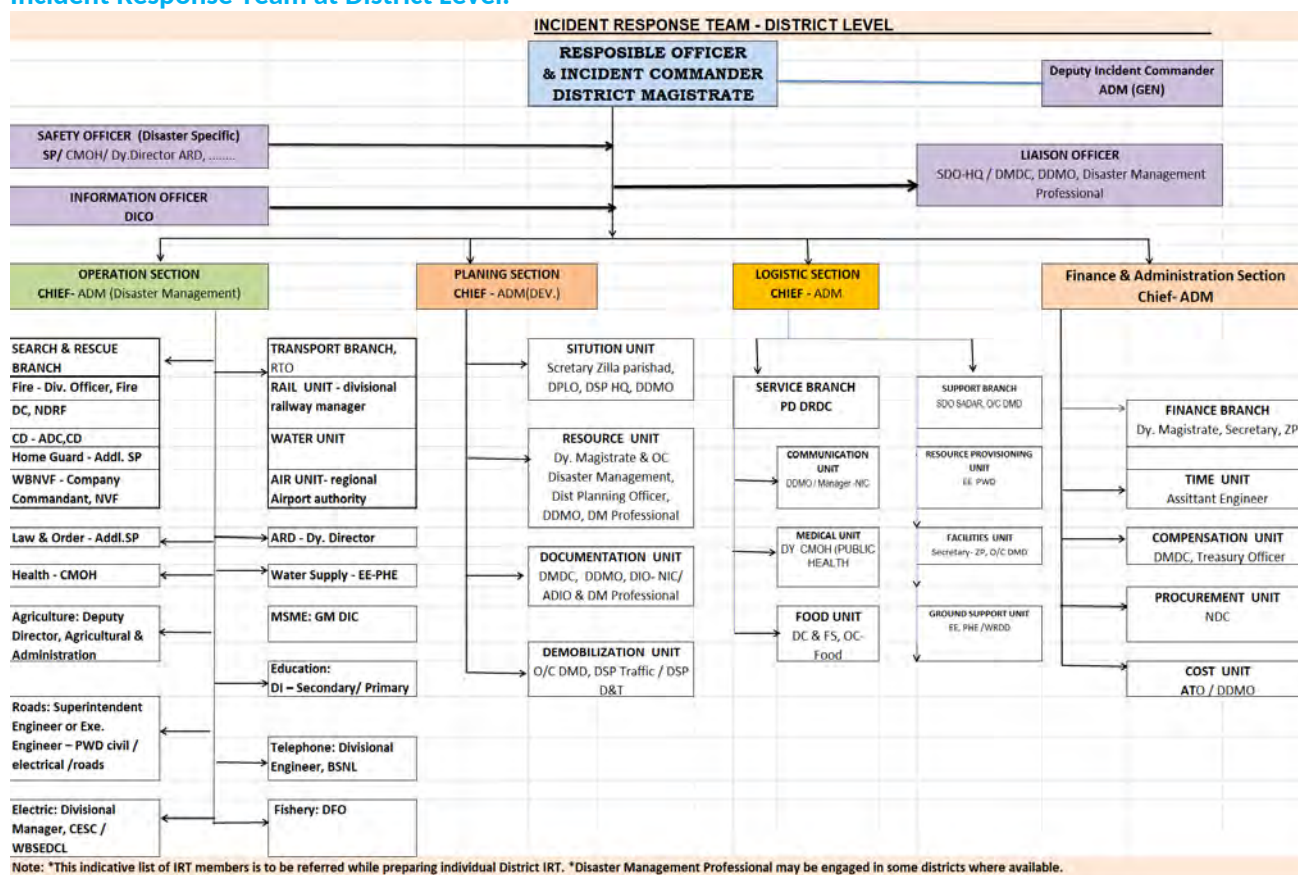 Incident Response Team at District Level:
INCIDENT RESPONSE TEAM - DISTRICT LEVEL
RESPOSIBLE OFFICER
& INCIDENT COMMANDER
DISTRICT MAGISTRATE
Deputy Incident Commander
ADM (GEN)
SAFETY OFFICER (Disaster Specific)
SP/ CMOH/ Dy.Director ARD, ........
LIAISON OFFICER
SDO-HQ / DMDC, DDMO, Disaster Management
Professional
INFORMATION OFFICER
DICO
OPERATION SECTION
CHIEF- ADM (Disaster Management)
PLANING SECTION
CHIEF - ADM(DEV.)
LOGISTIC SECTION
CHIEF - ADM
Finance & Administration Section
Chief- ADM
SEARCH & RESCUE
BRANCH
Fire - Div. Officer, Fire
DC, NDRF
CD - ADC,CD
Home Guard - Addl. SP
WBNVF - Company
Commandant, NVF
Law & Order - Addl.SP
Health - CMOH
Agriculture: Deputy
Director, Agricultural &
Administration
Roads: Superintendent
Engineer or Exe.
Engineer – PWD civil /
electrical /roads
Electric: Divisional
Manager, CESC /
WBSEDCL
TRANSPORT BRANCH,
RTO
RAIL UNIT - divisional
railway manager
WATER UNIT
AIR UNIT- regional
Airport authority
ARD - Dy. Director
Water Supply - EE-PHE
MSME: GM DIC
Education:
DI – Secondary/ Primary
Telephone: Divisional
Engineer, BSNL
Fishery: DFO
SITUTION UNIT
Scretary Zilla parishad,
DPLO, DSP HQ, DDMO
RESOURCE UNIT
Dy. Magistrate & OC
Disaster Management,
Dist Planning Officer,
DDMO, DM Professional
DOCUMENTATION UNIT
DMDC, DDMO, DIO- NIC/
ADIO & DM Professional
DEMOBILIZATION UNIT
O/C DMD, DSP Traffic / DSP
D&T
SERVICE BRANCH
PD DRDC
COMMUNICATION
UNIT
DDMO/ Manager -NIC
MEDICAL UNIT
DY CMOH (PUBLIC
HEALTH
FOOD UNIT
DC & FS, OC-
Food
SUPPORT BRANCH
SDO SADAR, O/C DMD
RESOURCE PROVISIONING
UNIT
EE PWD
FACILITIES UNIT
Secretary- ZP, O/C DMD
GROUND SUPPORT UNIT
EE, PHE /WRDD
FINANCE BRANCH
Dy. Magistrate, Secretary, ZP
TIME UNIT
Assittant Engineer
COMPENSATION UNIT
DMDC, Treasury Officer
PROCUREMENT UNIT
NDC
COST UNIT
ATO / DDMO
Note: *This indicative list of IRT members is to be referred while preparing individual District IRT. *Disaster Management Professional may be engaged in some districts where available.